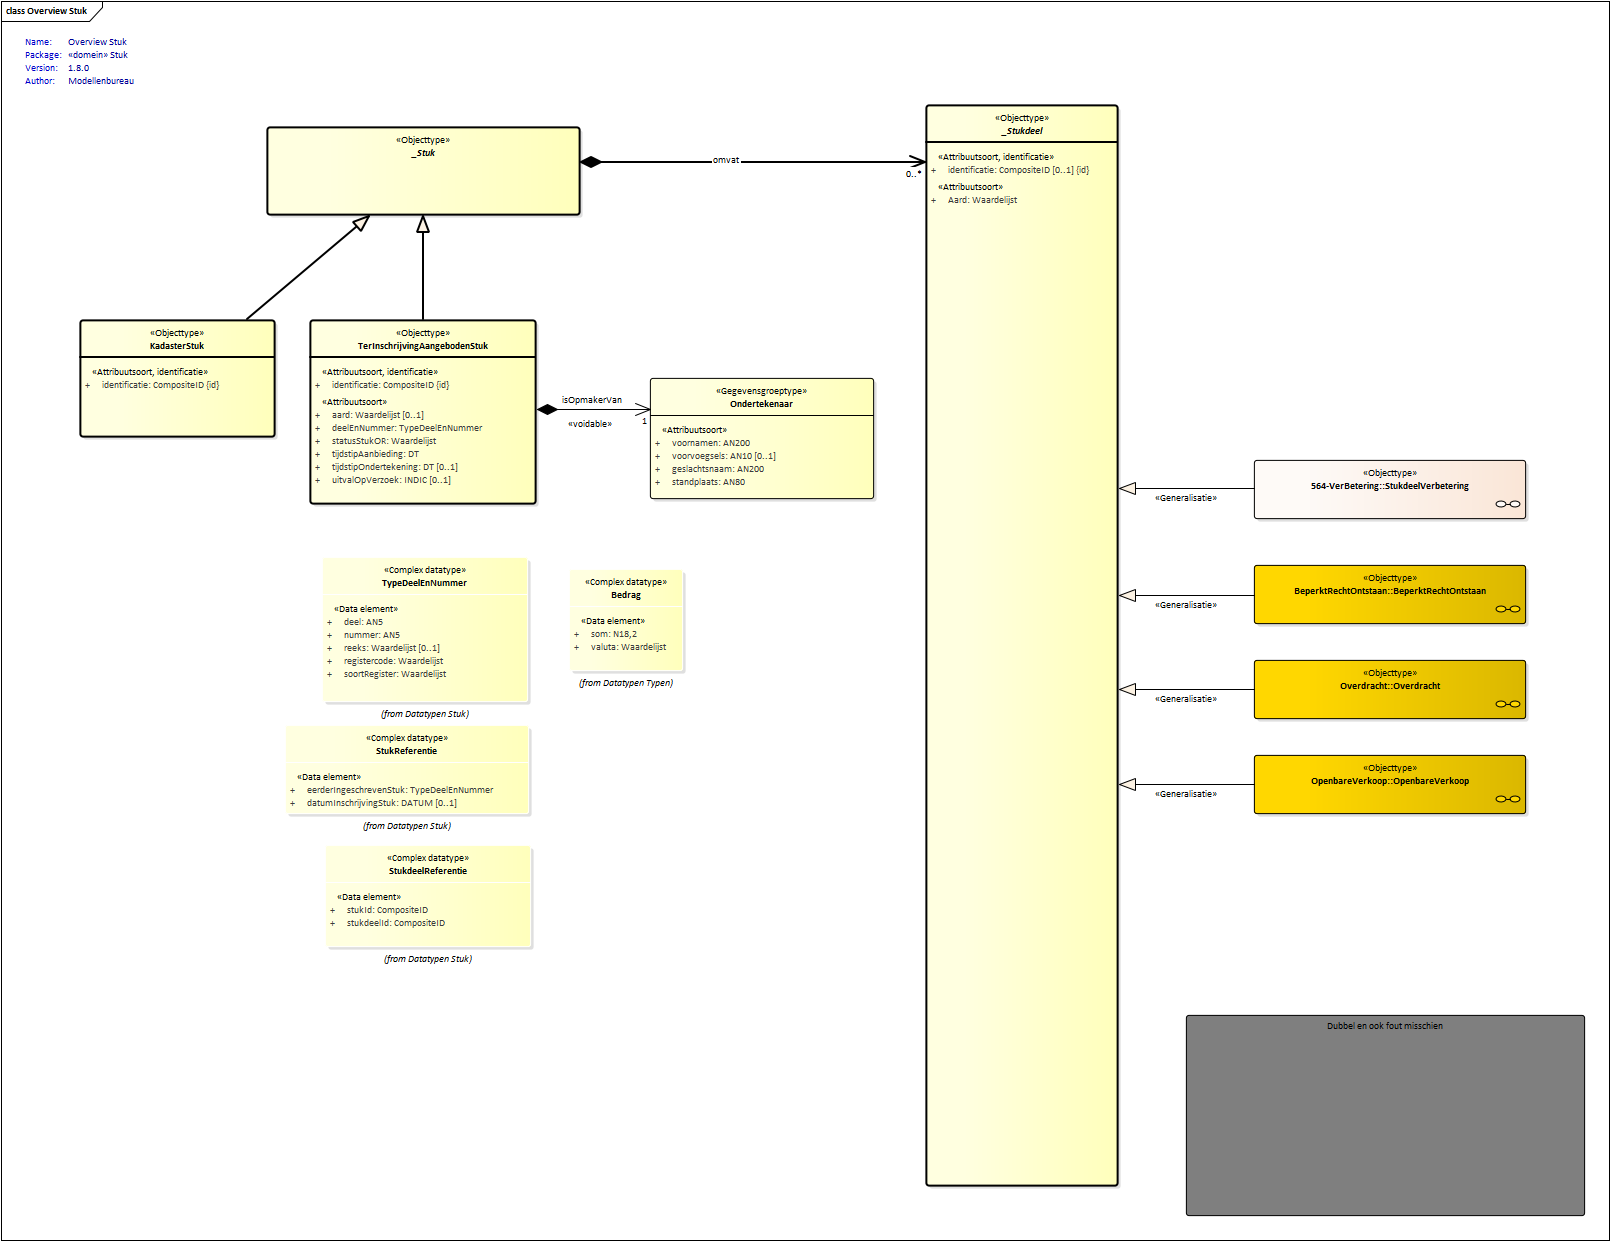 class Overview Stuk
Name: Overview Stuk
Package: «domein» Stuk
Version: 1.8.0
Author: Modellenbureau
«Objecttype»
_Stuk
omvat
0..*
«Objecttype»
_Stukdeel
«Attribuutsoort, identificatie»
+ identificatie: CompositeID [0..1] {id}
«Attribuutsoort»
+ Aard: Waardelijst
«Objecttype»
KadasterStuk
«Attribuutsoort, identificatie»
+ identificatie: CompositeID {id}
«Objecttype»
TerInschrijvingAangebodenStuk
«Attribuutsoort, identificatie»
+ identificatie: CompositeID {id}
«Attribuutsoort»
+ aard: Waardelijst [0..1]
+ deelEnNummer: TypeDeelEnNummer
+ statusStukOR: Waardelijst
+ tijdstipAanbieding: DT
+ tijdstipOndertekening: DT [0..1]
+ uitvalOpVerzoek: INDIC [0..1]
isOpmakerVan
«voidable»
1
«Gegevensgroeptype»
Ondertekenaar
«Attribuutsoort»
+ voornamen: AN200
+ voorvoegsels: AN10 [0..1]
+ geslachtsnaam: AN200
+ standplaats: AN80
«Objecttype»
564-VerBetering::StukdeelVerbetering
«Generalisatie»
«Objecttype»
BeperktRechtOntstaan::BeperktRechtOntstaan
«Generalisatie»
«Objecttype»
Overdracht::Overdracht
«Generalisatie»
«Objecttype»
OpenbareVerkoop::OpenbareVerkoop
«Generalisatie»
«Complex datatype»
TypeDeelEnNummer
«Data element»
+ deel: AN5
+ nummer: AN5
+ reeks: Waardelijst [0..1]
+ registercode: Waardelijst
+ soortRegister: Waardelijst
(from Datatypen Stuk)
«Complex datatype»
Bedrag
«Data element»
+ som: N18,2
+ valuta: Waardelijst
(from Datatypen Typen)
«Complex datatype»
StukReferentie
«Data element»
+ eerderIngeschrevenStuk: TypeDeelEnNummer
+ datumInschrijvingStuk: DATUM [0..1]
(from Datatypen Stuk)
«Complex datatype»
StukdeelReferentie
«Data element»
+ stukId: CompositeID
+ stukdeelId: CompositeID
(from Datatypen Stuk)
Dubbel en ook fout misschien